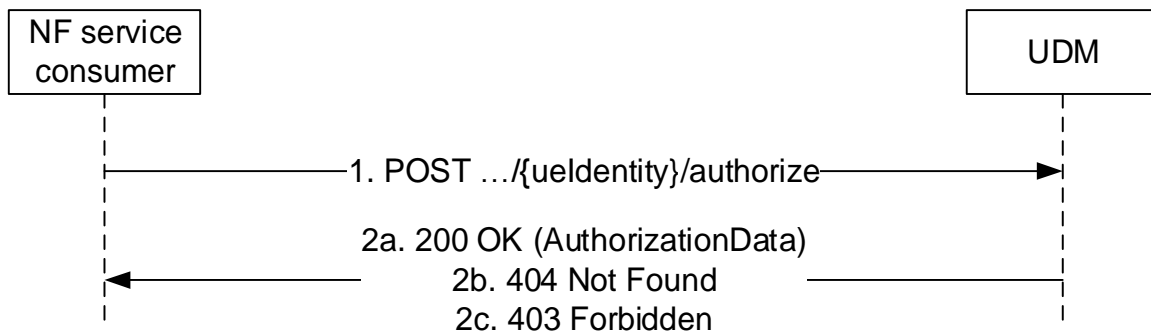 NF service
consumer
UDM
1. POST …/{ueIdentity}/authorize
2a. 200 OK (AuthorizationData)
2b. 404 Not Found
2c. 403 Forbidden